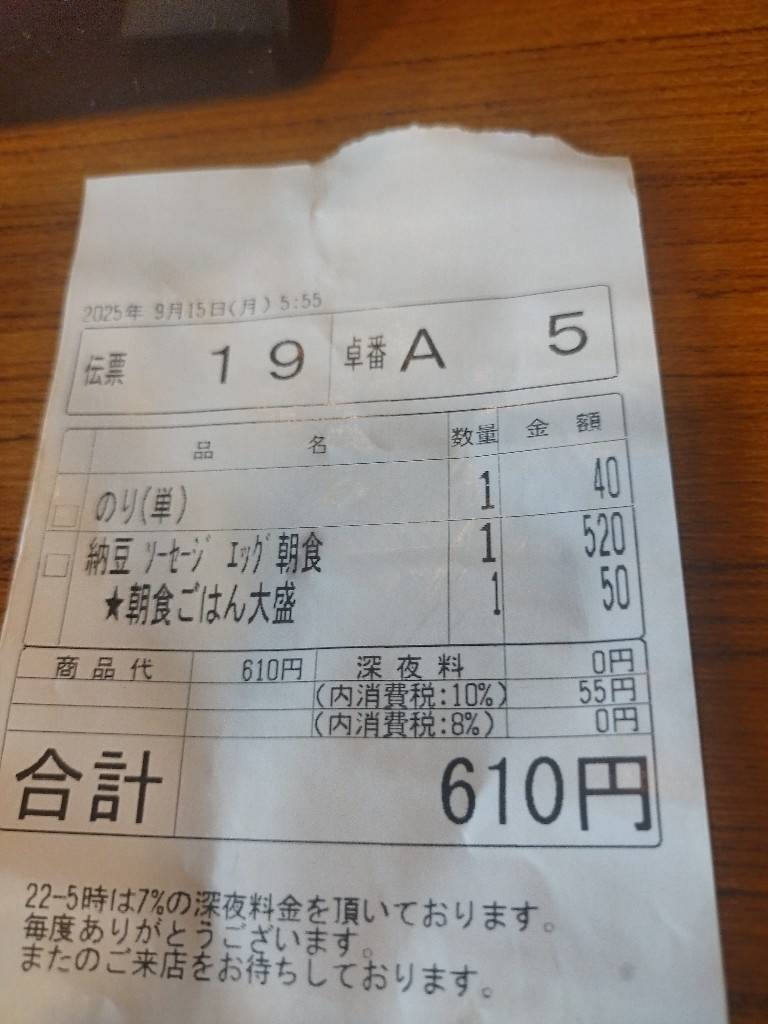 2025年 9月15日(月) 5:55
伝票 19 卓番 A 5
品名 数量 金額
のり(単) 1 40
納豆 ソーセージ エッグ 朝食 1 520
★朝食ごはん大盛 1 50
商品代 610円 深夜料 0円
(内消費税:10%) 55円
(内消費税:8%) 0円
合計 610円
22-5時は7%の深夜料金を頂いております。
毎度ありがとうございます。
またのご来店をお待ちしております。